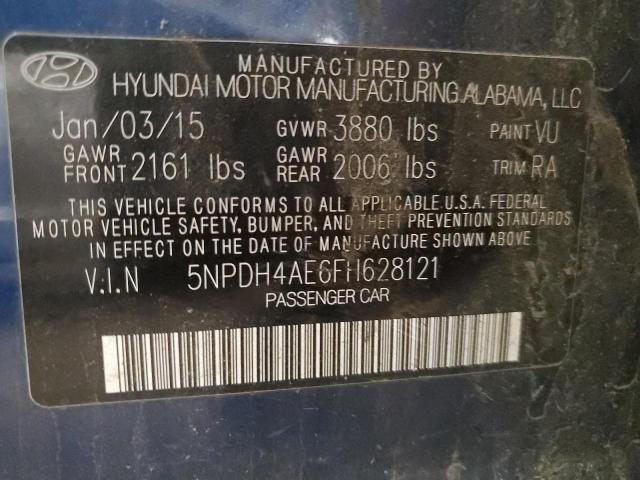 MANUFACTURED BY
HYUNDAI MOTOR MANUFACTURING ALABAMA, LLC
Jan/03/15 GVWR 3880 lbs PAINT VU
GAWR FRONT 2161 lbs GAWR REAR 2006 lbs TRIM RA
THIS VEHICLE CONFORMS TO ALL APPLICABLE U.S.A. FEDERAL
MOTOR VEHICLE SAFETY, BUMPER, AND THEFT PREVENTION STANDARDS
IN EFFECT ON THE DATE OF MANUFACTURE SHOWN ABOVE.
V.I.N 5NPDH4AE6FH628121
PASSENGER CAR